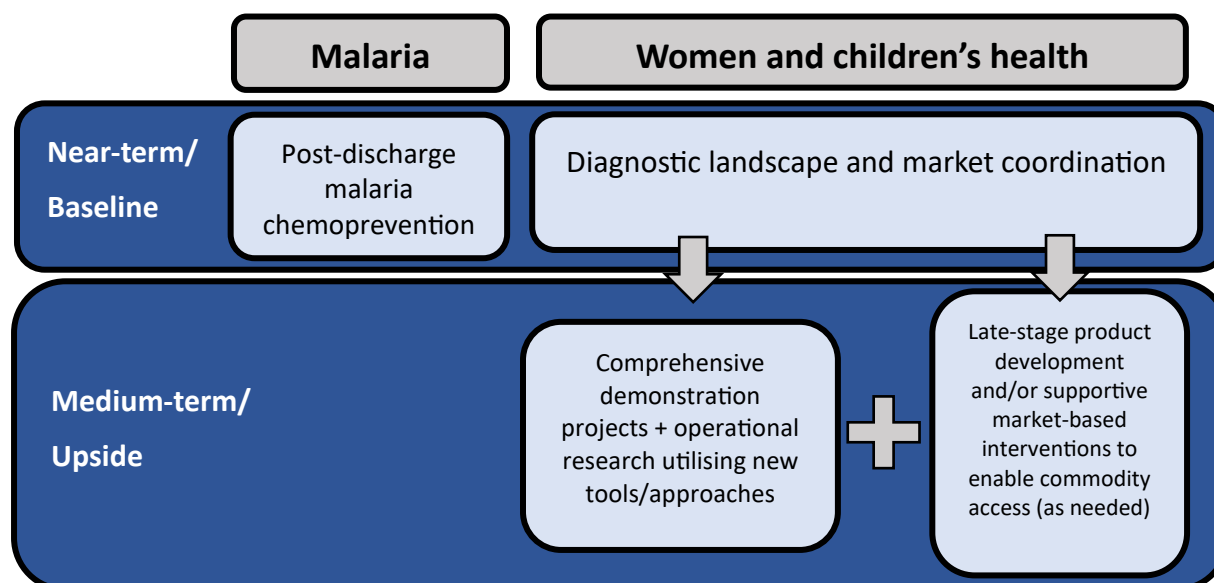 Malaria
Women and children’s health
Near-term/
Baseline
Post-discharge
malaria
chemoprevention
Diagnostic landscape and market coordination
Medium-term/
Upside
Comprehensive
demonstration
projects + operational
research utilising new
tools/approaches
Late-stage product
development
and/or supportive
market-based
interventions to
enable commodity
access (as needed)